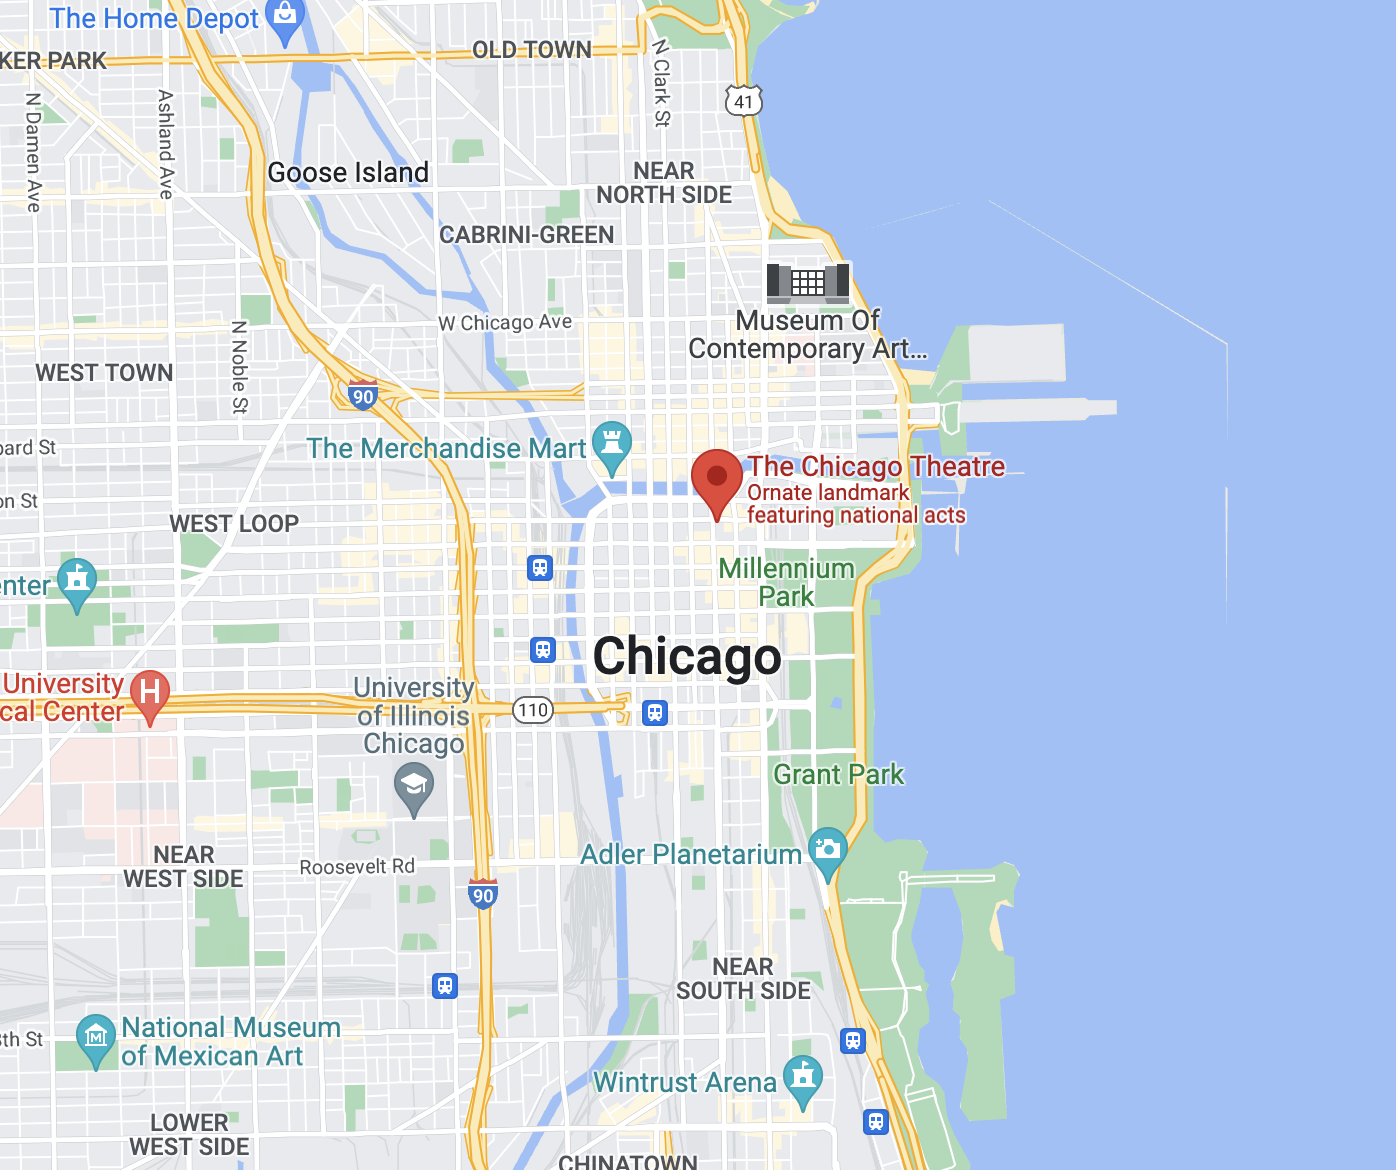 The Home Depot
OLD TOWN
KER PARK
N Clark St
41
N Damen Ave
Ashland Ave
Goose Island
NEAR
NORTH SIDE
CABRINI-GREEN
W Chicago Ave
Museum Of
Contemporary Art...
N Noble St
WEST TOWN
90
The Merchandise Mart
oard St
The Chicago Theatre
Ornate landmark
featuring national acts
on St
WEST LOOP
Millennium
Park
enter
Chicago
University
cal Center
H
University
of Illinois
Chicago
110
Grant Park
NEAR
WEST SIDE
Roosevelt Rd
Adler Planetarium
90
NEAR
SOUTH SIDE
National Museum
of Mexican Art
8th St
M
Wintrust Arena
LOWER
WEST SIDE
CHINATOWN